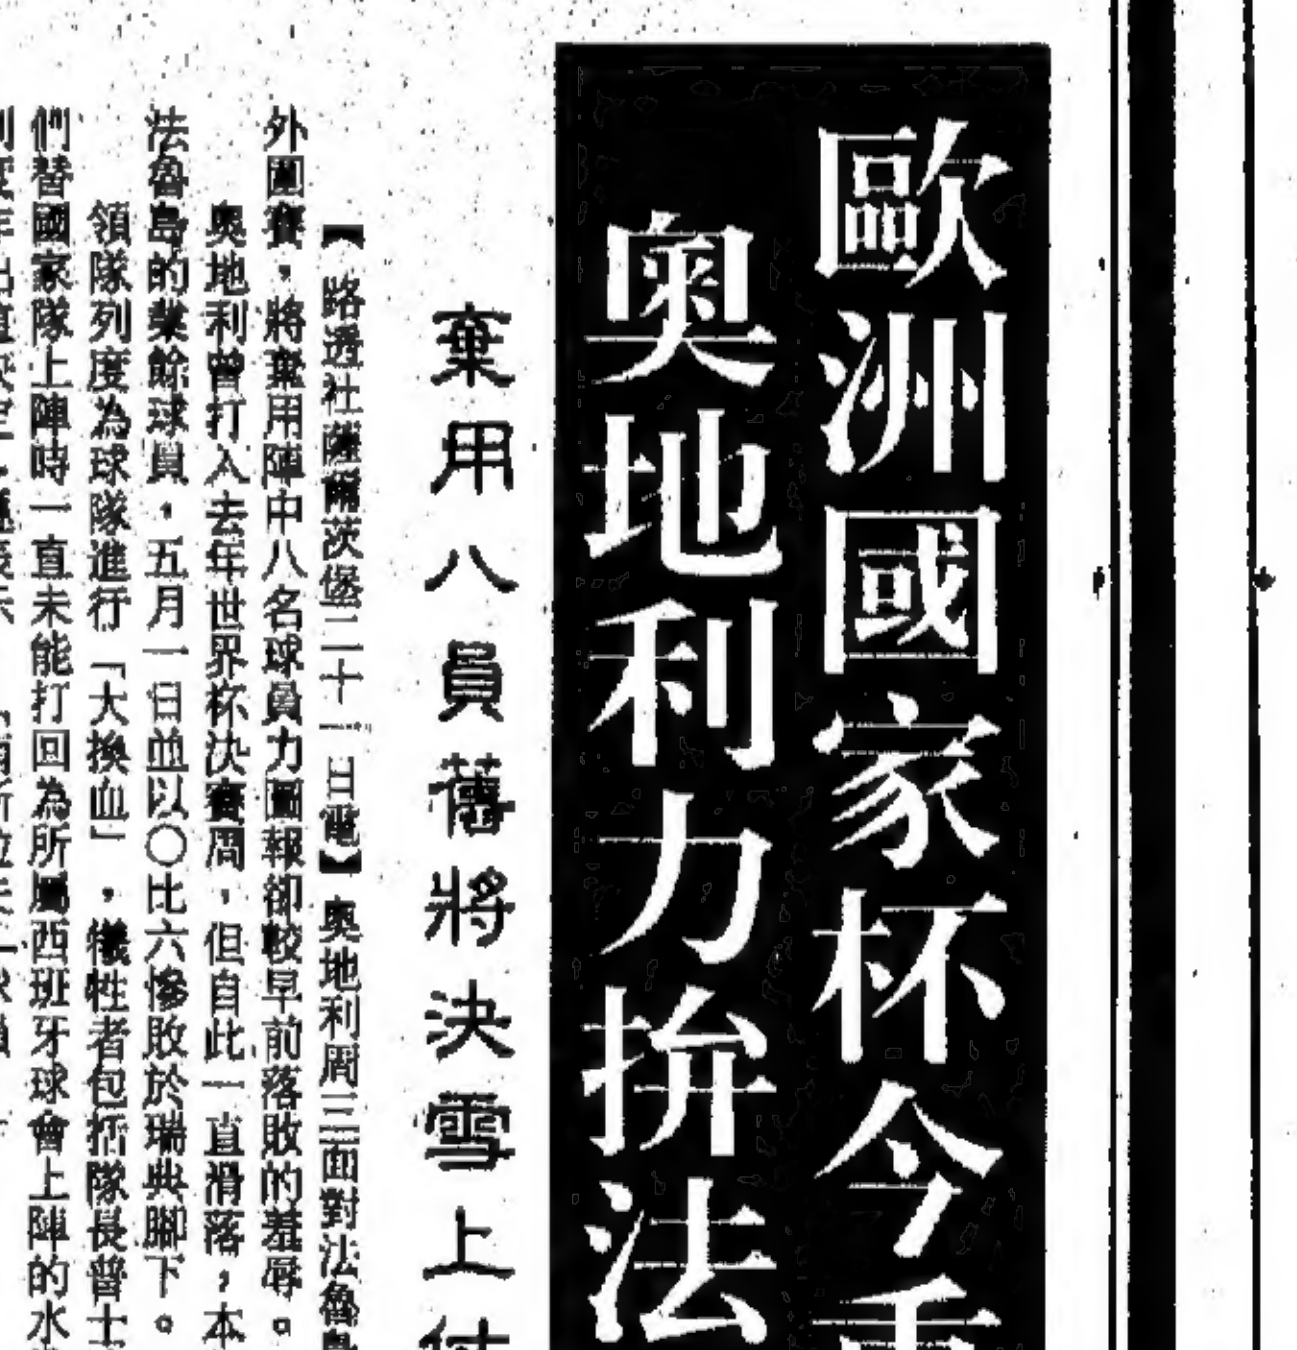 歐洲國家杯今
奧地利力拚法
棄用八員舊將決雪上
【路透社薩爾茨堡二十一日電】奧地利周三面對法魯島
外圍賽，將棄用陣中八名球員力圖報卻較早前落敗的羞辱。
奧地利曾打入去年世界杯決賽周，但自此一直滑落，本
法魯島的業餘球員，五月一日並以〇比六慘敗於瑞典腳下。
領隊列度為球隊進行「大換血」，犧牲者包括隊長普士
們替國家隊上陣時一直未能打回為所屬西班牙球會上陣的水